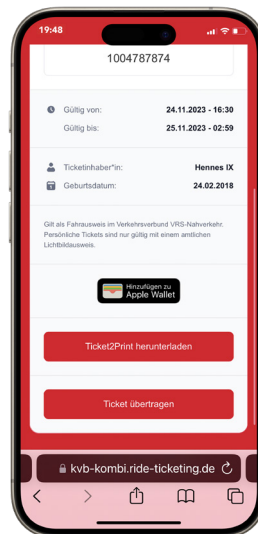 19:48
1004787874
Gültig von: 24.11.2023 - 16:30
Gültig bis: 25.11.2023 - 02:59
Ticketinhaber*in: Hennes IX
Geburtsdatum: 24.02.2018
Gilt als Fahrausweis im Verkehrsverbund VRS-Nahverkehr.
Persönliche Tickets sind nur gültig mit einem amtlichen
Lichtbildausweis.
Hinzufügen zu
Apple Wallet
Ticket2Print herunterladen
Ticket übertragen
kvb-kombi.ride-ticketing.de